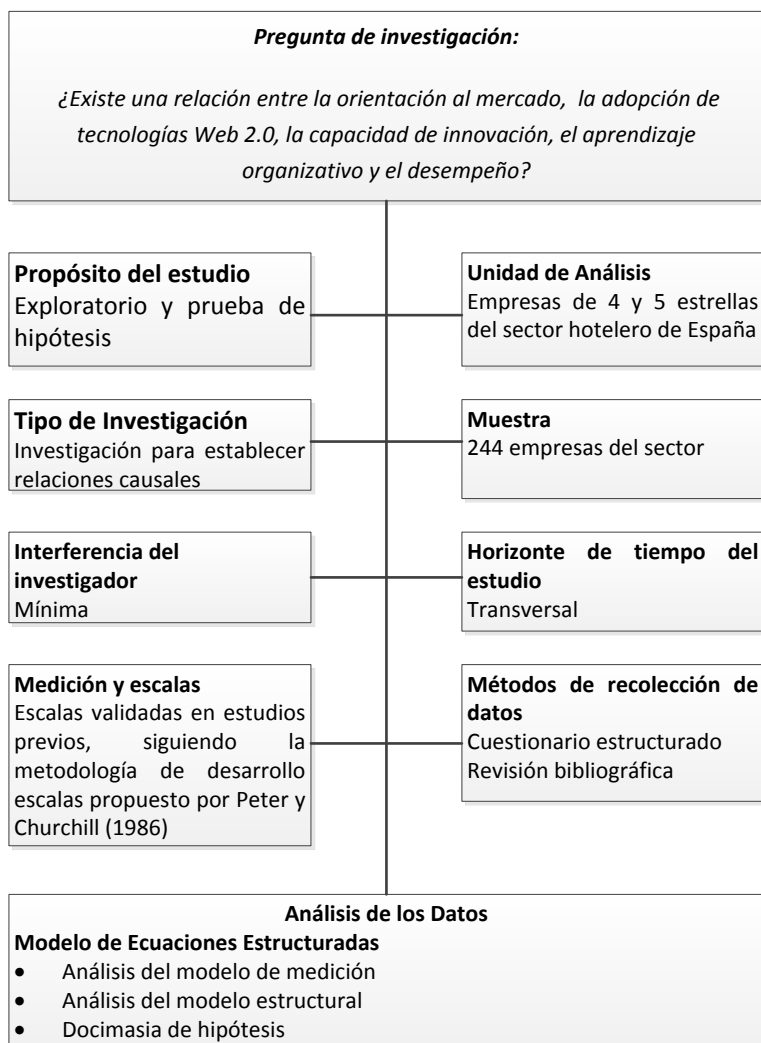 Pregunta de investigación:
¿Existe una relación entre la orientación al mercado, la adopción de
tecnologías Web 2.0, la capacidad de innovación, el aprendizaje
organizativo y el desempeño?
Propósito del estudio
Exploratorio y prueba de
hipótesis
Unidad de Análisis
Empresas de 4 y 5 estrellas
del sector hotelero de España
Tipo de Investigación
Investigación para establecer
relaciones causales
Muestra
244 empresas del sector
Interferencia del
investigador
Mínima
Horizonte de tiempo del
estudio
Transversal
Medición y escalas
Escalas validadas en estudios
previos, siguiendo la
metodología de desarrollo
escalas propuesto por Peter y
Churchill (1986)
Métodos de recolección de
datos
Cuestionario estructurado
Revisión bibliográfica
Análisis de los Datos
Modelo de Ecuaciones Estructuradas
• Análisis del modelo de medición
• Análisis del modelo estructural
• Docimasia de hipótesis